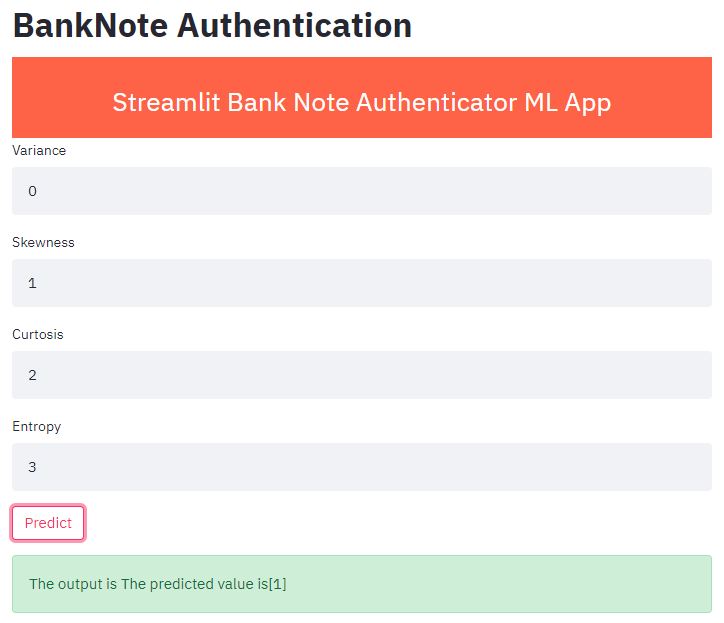 BankNote Authentication
Streamlit Bank Note Authenticator ML App
Variance
0
Skewness
1
Curtosis
2
Entropy
3
Predict
The output is The predicted value is[1]